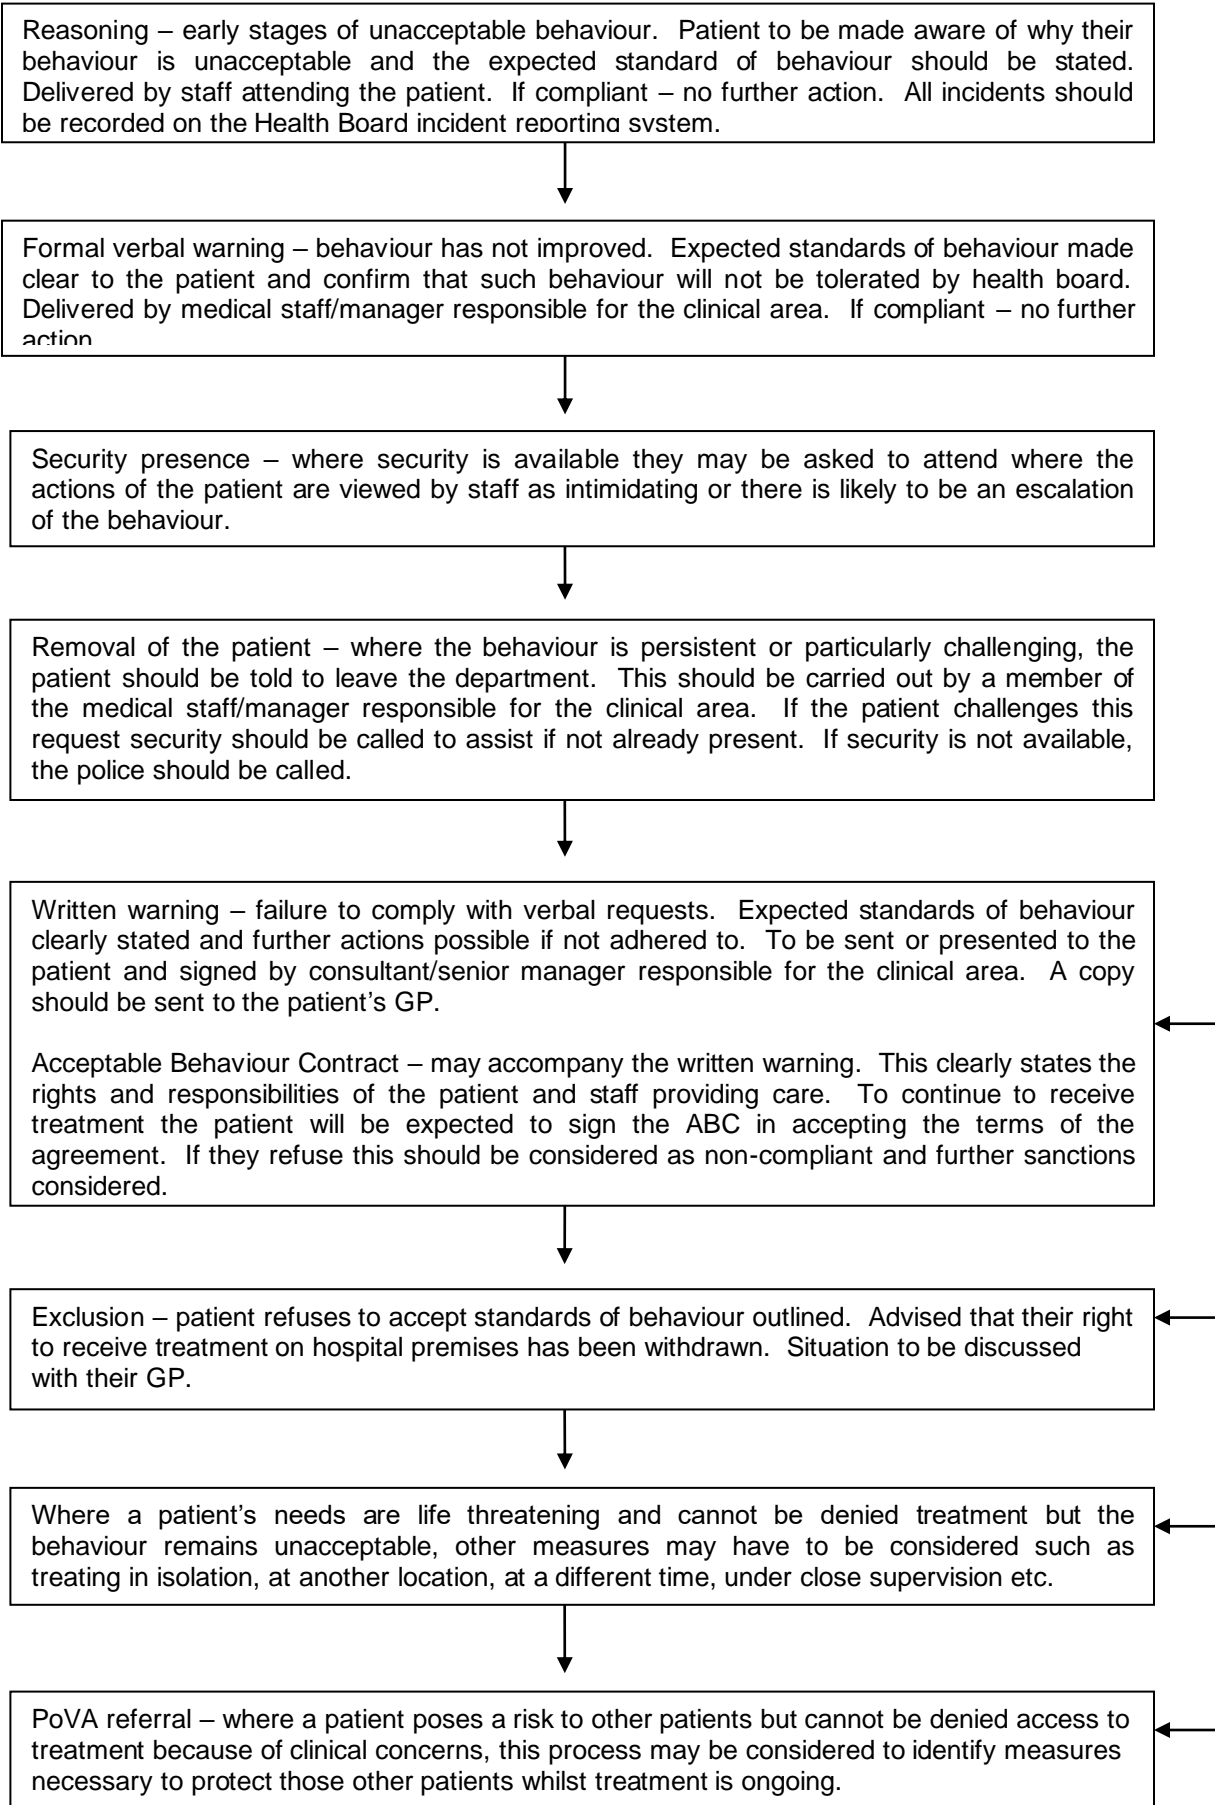 Reasoning – early stages of unacceptable behaviour. Patient to be made aware of why their
behaviour is unacceptable and the expected standard of behaviour should be stated.
Delivered by staff attending the patient. If compliant – no further action. All incidents should
be recorded on the Health Board incident reporting system.
Formal verbal warning – behaviour has not improved. Expected standards of behaviour made
clear to the patient and confirm that such behaviour will not be tolerated by health board.
Delivered by medical staff/manager responsible for the clinical area. If compliant – no further
action
Security presence – where security is available they may be asked to attend where the
actions of the patient are viewed by staff as intimidating or there is likely to be an escalation
of the behaviour.
Removal of the patient – where the behaviour is persistent or particularly challenging, the
patient should be told to leave the department. This should be carried out by a member of
the medical staff/manager responsible for the clinical area. If the patient challenges this
request security should be called to assist if not already present. If security is not available,
the police should be called.
Written warning – failure to comply with verbal requests. Expected standards of behaviour
clearly stated and further actions possible if not adhered to. To be sent or presented to the
patient and signed by consultant/senior manager responsible for the clinical area. A copy
should be sent to the patient's GP.
Acceptable Behaviour Contract – may accompany the written warning. This clearly states the
rights and responsibilities of the patient and staff providing care. To continue to receive
treatment the patient will be expected to sign the ABC in accepting the terms of the
agreement. If they refuse this should be considered as non-compliant and further sanctions
considered.
Exclusion – patient refuses to accept standards of behaviour outlined. Advised that their right
to receive treatment on hospital premises has been withdrawn. Situation to be discussed
with their GP.
Where a patient's needs are life threatening and cannot be denied treatment but the
behaviour remains unacceptable, other measures may have to be considered such as
treating in isolation, at another location, at a different time, under close supervision etc.
PoVA referral – where a patient poses a risk to other patients but cannot be denied access to
treatment because of clinical concerns, this process may be considered to identify measures
necessary to protect those other patients whilst treatment is ongoing.